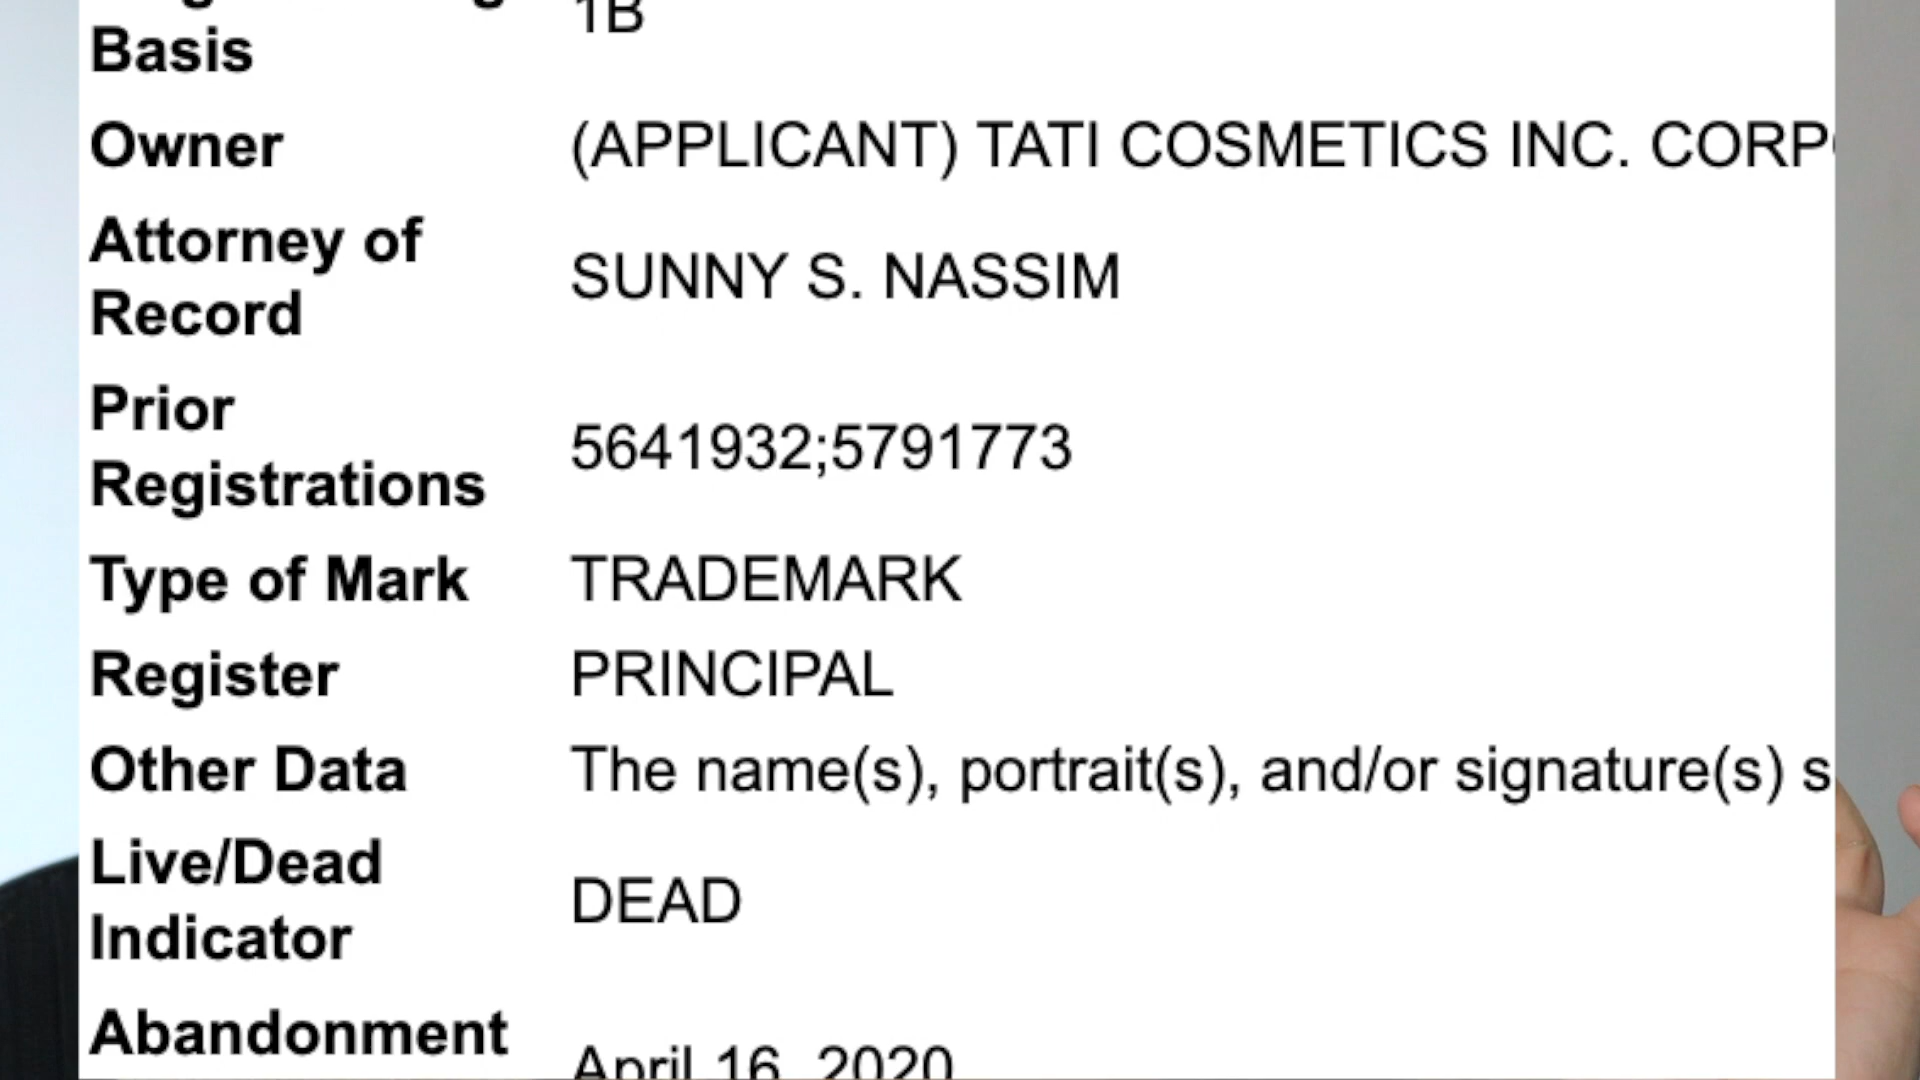 Basis
1B
Owner
(APPLICANT) TATI COSMETICS INC. CORP
Attorney of
Record
SUNNY S. NASSIM
Prior
Registrations
5641932;5791773
Type of Mark
TRADEMARK
Register
PRINCIPAL
Other Data
The name(s), portrait(s), and/or signature(s) s
Live/Dead
Indicator
DEAD
Abandonment
April 16, 2020